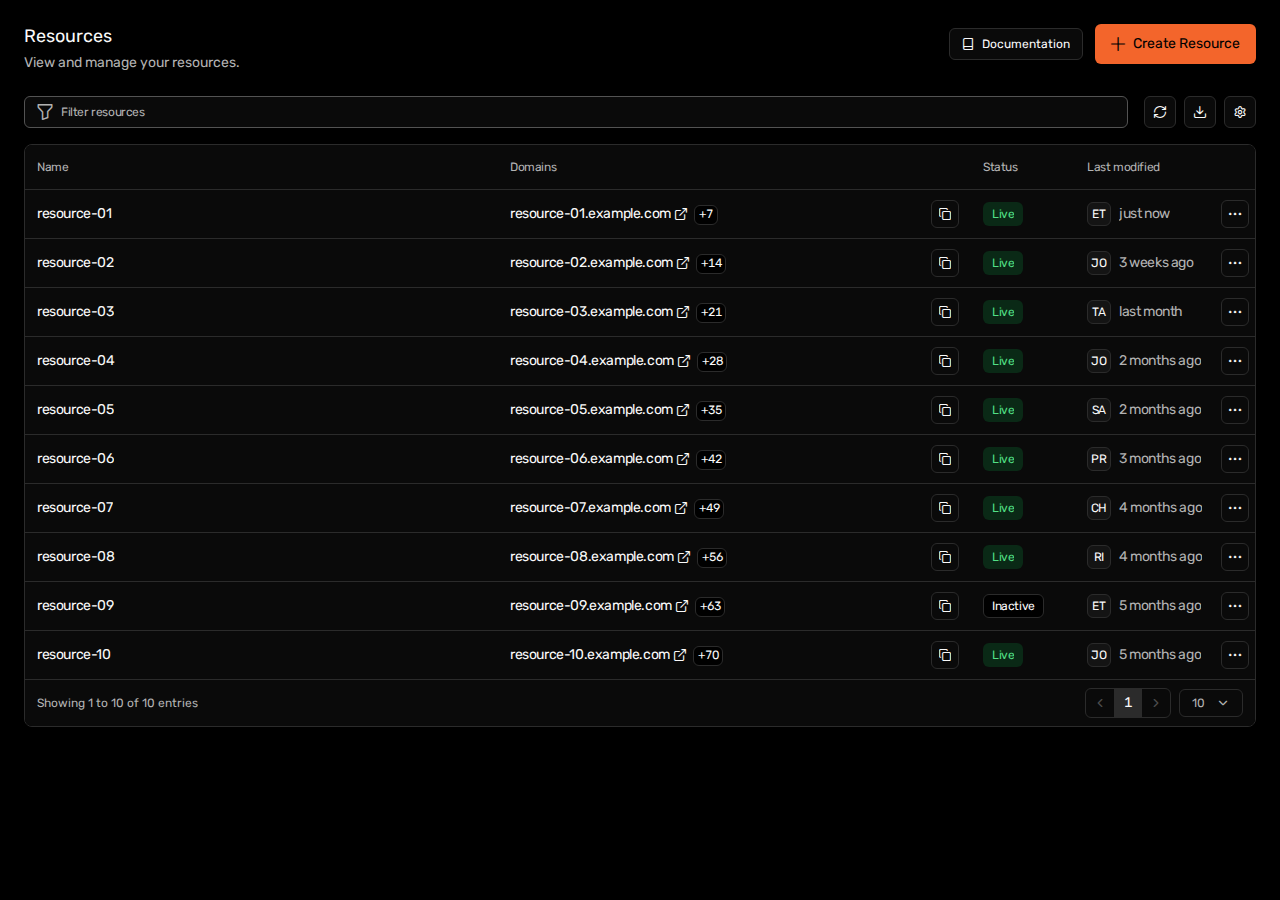 Resources
View and manage your resources.
Documentation
Create Resource
Filter resources
Name Domains Status Last modified
resource-01 resource-01.example.com +7 Live ET just now
resource-02 resource-02.example.com +14 Live JO 3 weeks ago
resource-03 resource-03.example.com +21 Live TA last month
resource-04 resource-04.example.com +28 Live JO 2 months ago
resource-05 resource-05.example.com +35 Live SA 2 months ago
resource-06 resource-06.example.com +42 Live PR 3 months ago
resource-07 resource-07.example.com +49 Live CH 4 months ago
resource-08 resource-08.example.com +56 Live RI 4 months ago
resource-09 resource-09.example.com +63 Inactive ET 5 months ago
resource-10 resource-10.example.com +70 Live JO 5 months ago
Showing 1 to 10 of 10 entries 1 10